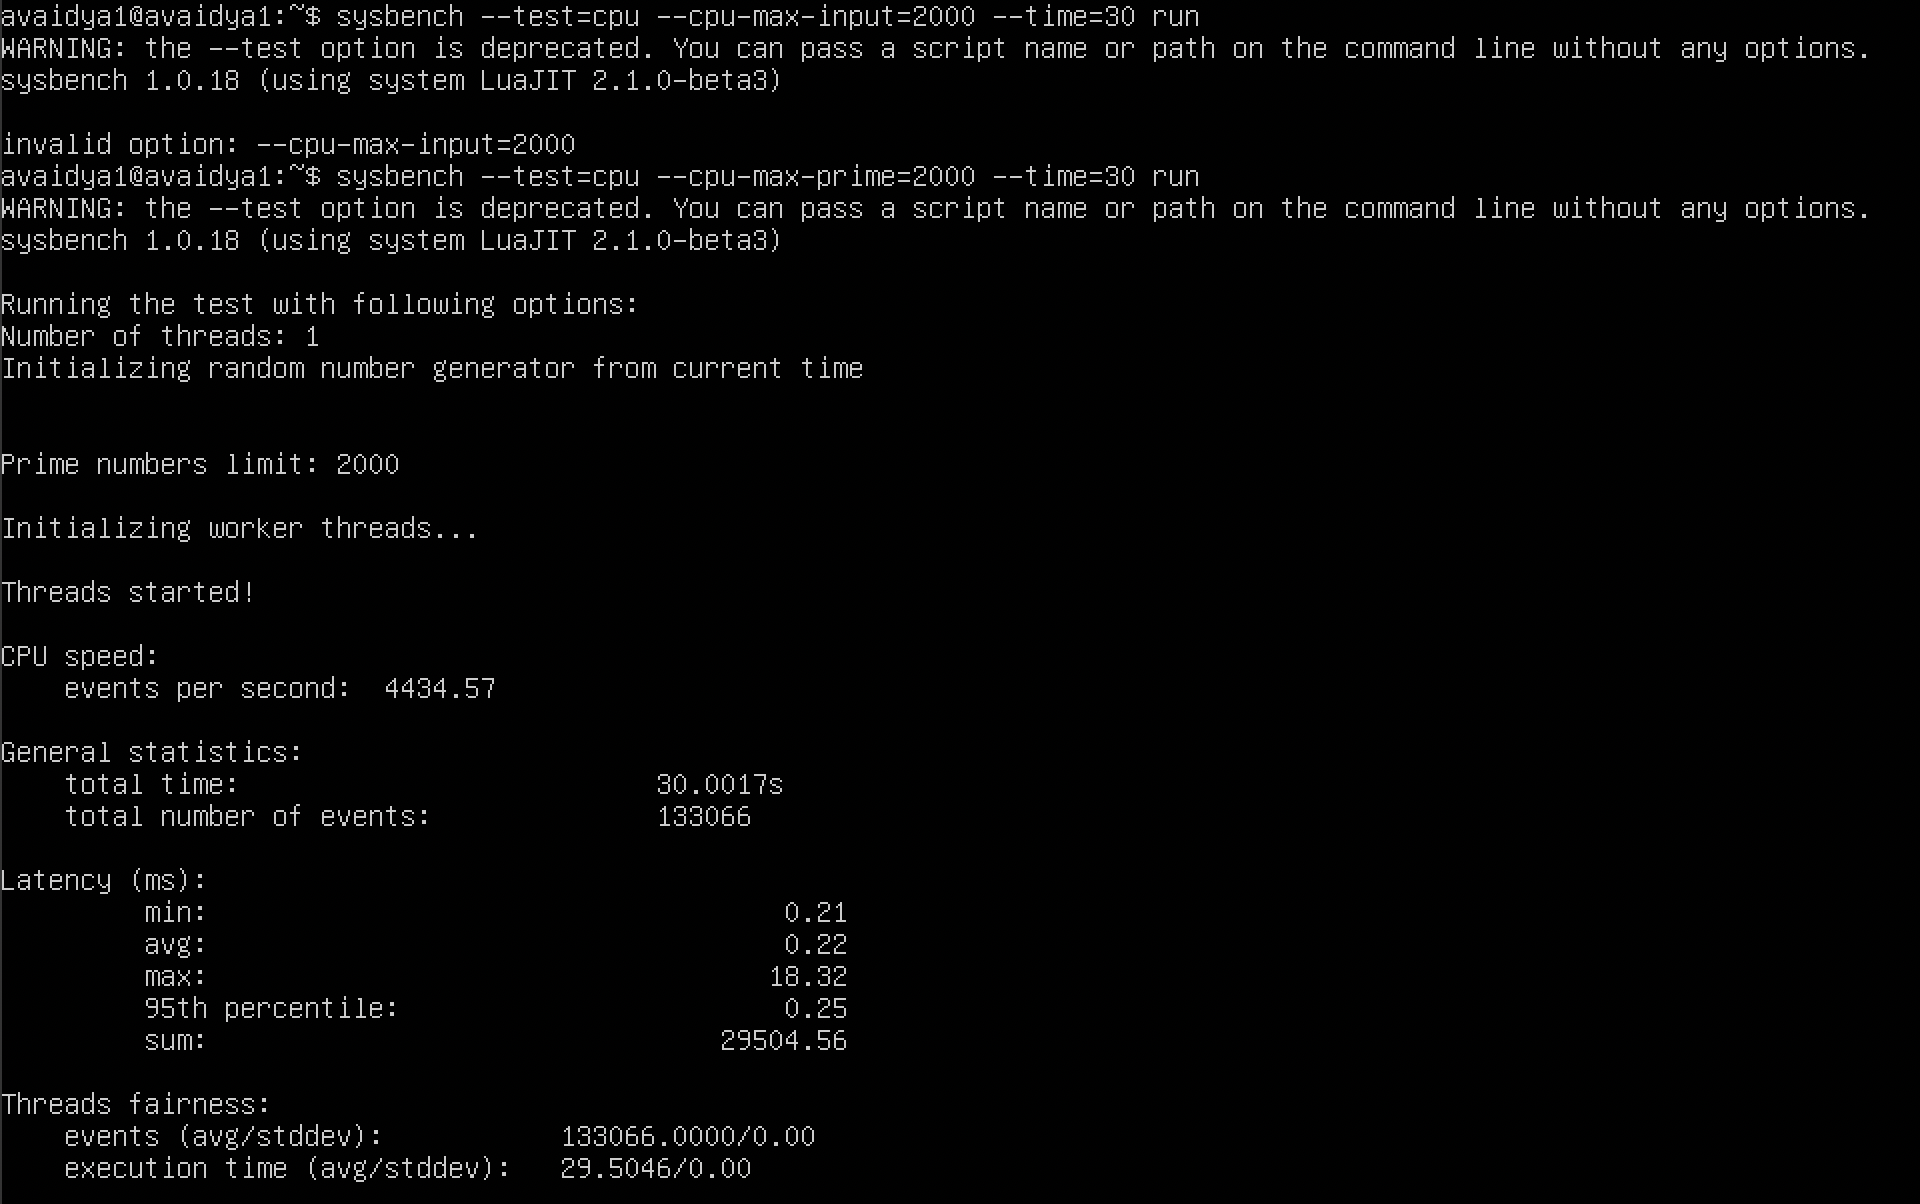 avaidya1@avaidya1:~$ sysbench --test=cpu --cpu-max-input=2000 --time=30 run
WARNING: the --test option is deprecated. You can pass a script name or path on the command line without any options.
sysbench 1.0.18 (using system LuaJIT 2.1.0-beta3)
invalid option: --cpu-max-input=2000
avaidya1@avaidya1:~$ sysbench --test=cpu --cpu-max-prime=2000 --time=30 run
WARNING: the --test option is deprecated. You can pass a script name or path on the command line without any options.
sysbench 1.0.18 (using system LuaJIT 2.1.0-beta3)
Running the test with following options:
Number of threads: 1
Initializing random number generator from current time
Prime numbers limit: 2000
Initializing worker threads...
Threads started!
CPU speed:
events per second: 4434.57
General statistics:
total time: 30.0017s
total number of events: 133066
Latency (ms):
min: 0.21
avg: 0.22
max: 18.32
95th percentile: 0.25
sum: 29504.56
Threads fairness:
events (avg/stddev): 133066.0000/0.00
execution time (avg/stddev): 29.5046/0.00